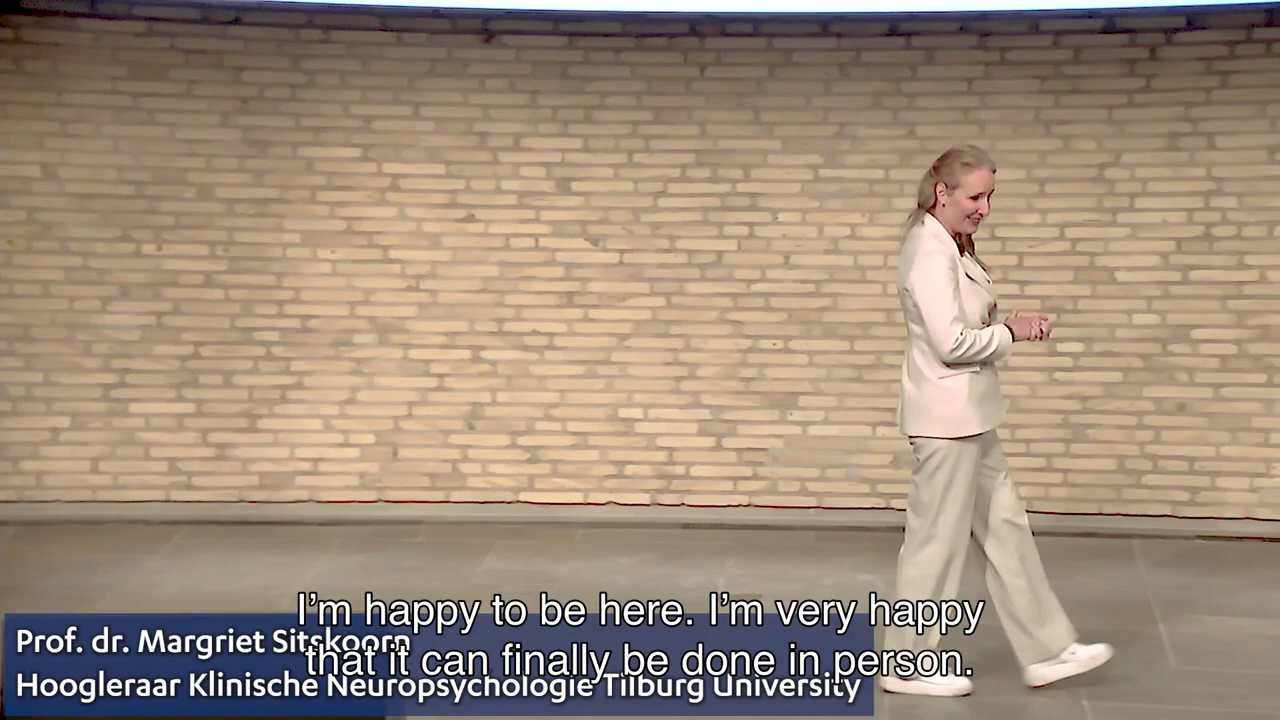 I'm happy to be here. I'm very happy
that it can finally be done in person.
Prof. dr. Margriet Sitskoorn
Hoogleraar Klinische Neuropsychologie Tilburg University